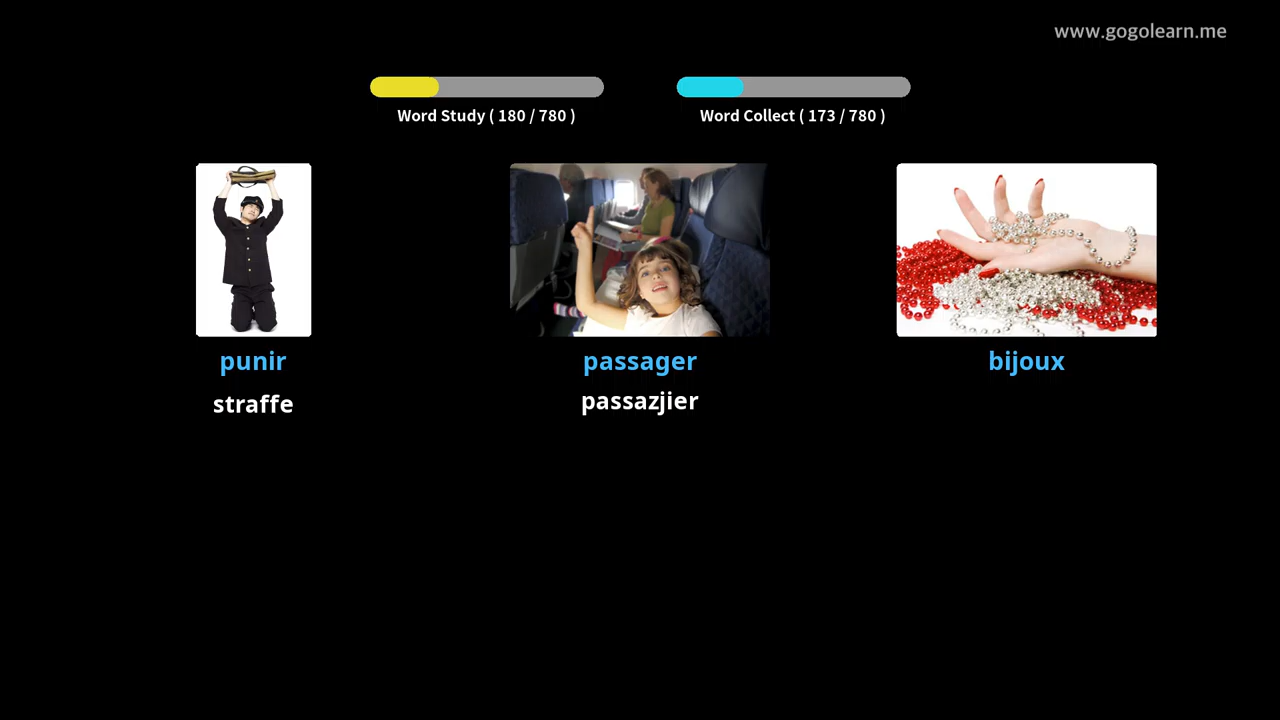 www.gogolearn.me
Word Study ( 180 / 780 )
Word Collect ( 173 / 780 )
punir
passager
bijoux
straffe
passazjier